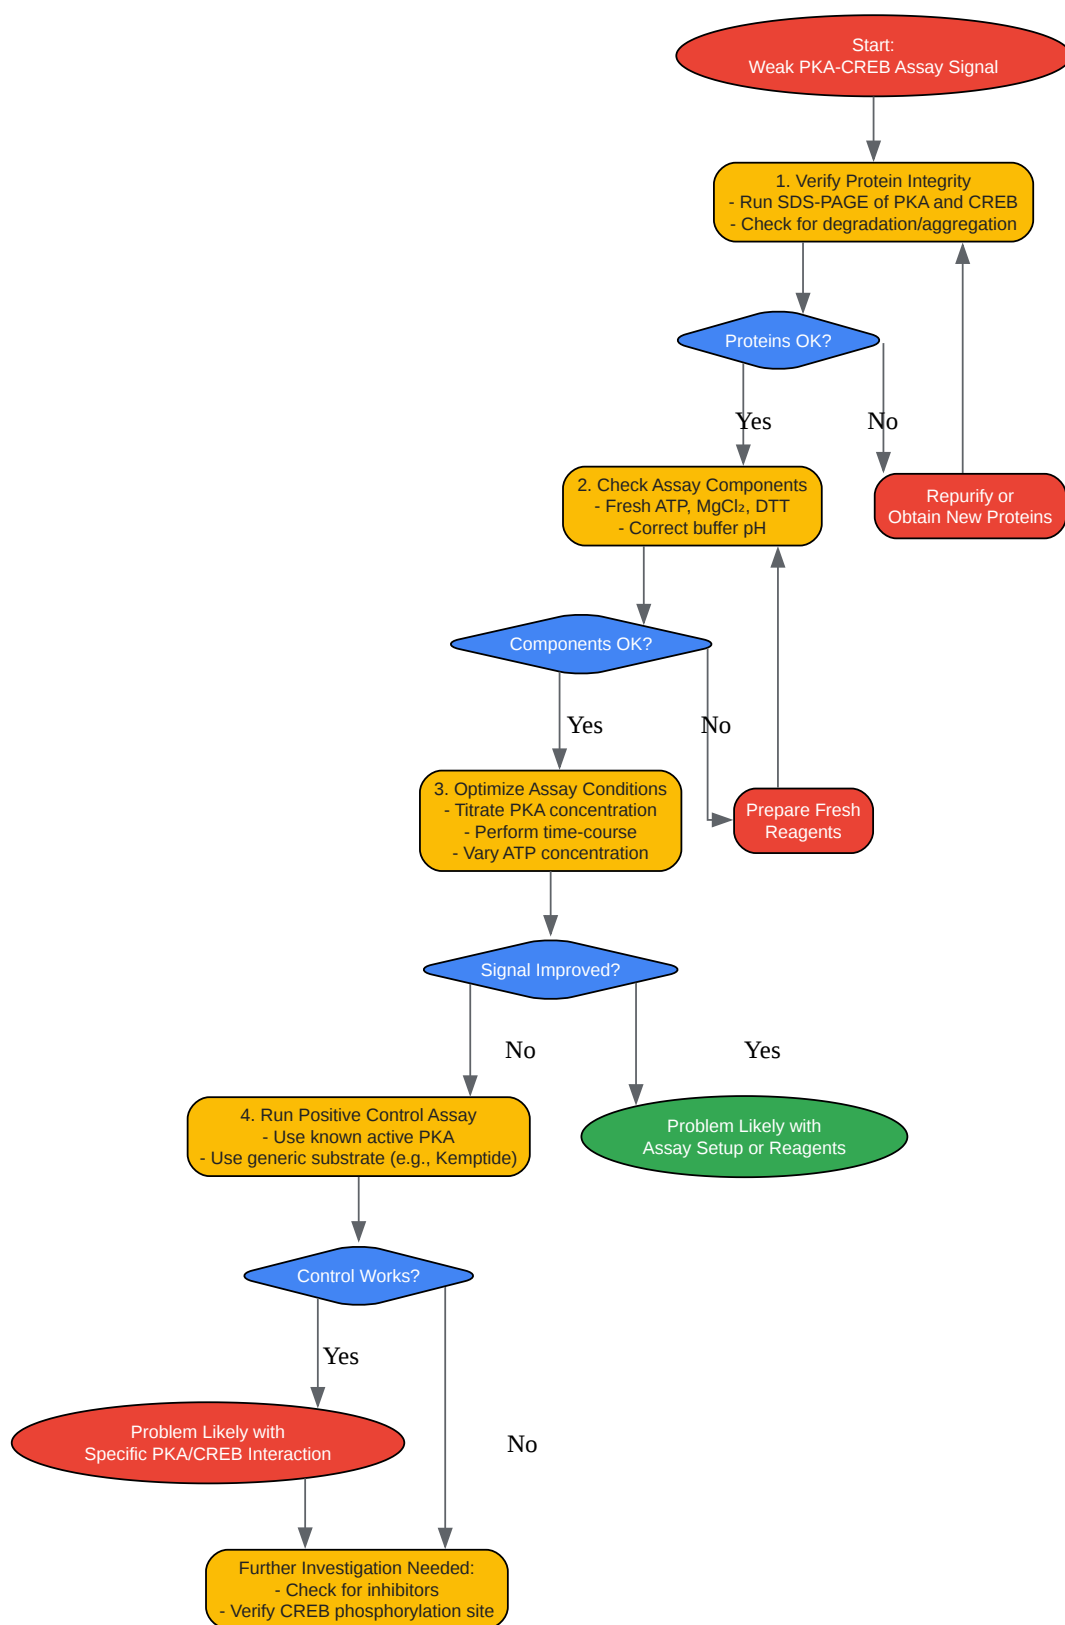 Start:
Weak PKA-CREB Assay Signal
1. Verify Protein Integrity
- Run SDS-PAGE of PKA and CREB
- Check for degradation/aggregation
Proteins OK?
Yes
No
2. Check Assay Components
- Fresh ATP, MgCl₂, DTT
- Correct buffer pH
Repurify or
Obtain New Proteins
Components OK?
Yes
No
3. Optimize Assay Conditions
- Titrate PKA concentration
- Perform time-course
- Vary ATP concentration
Prepare Fresh
Reagents
Signal Improved?
No
Yes
4. Run Positive Control Assay
- Use known active PKA
- Use generic substrate (e.g., Kemptide)
Problem Likely with
Assay Setup or Reagents
Control Works?
Yes
Problem Likely with
Specific PKA/CREB Interaction
No
Further Investigation Needed:
- Check for inhibitors
- Verify CREB phosphorylation site